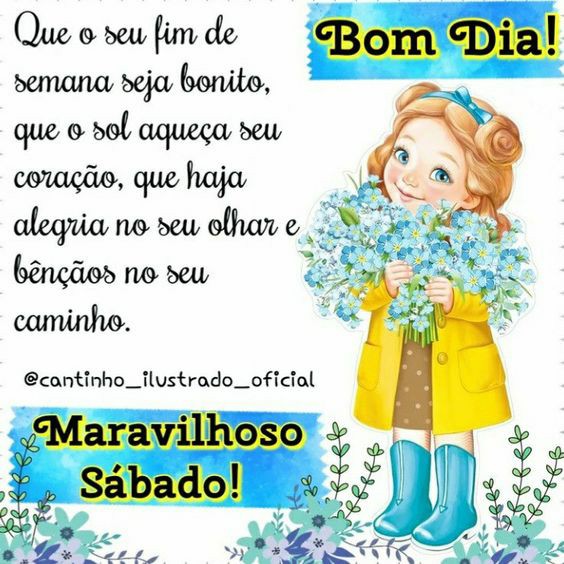 Bom Dia!
Que o seu fim de
semana seja bonito,
que o sol aqueça seu
coração, que haja
alegria no seu olhar e
bênçãos no seu
caminho.
@cantinho_ilustrado_oficial
Maravilhoso
Sábado!